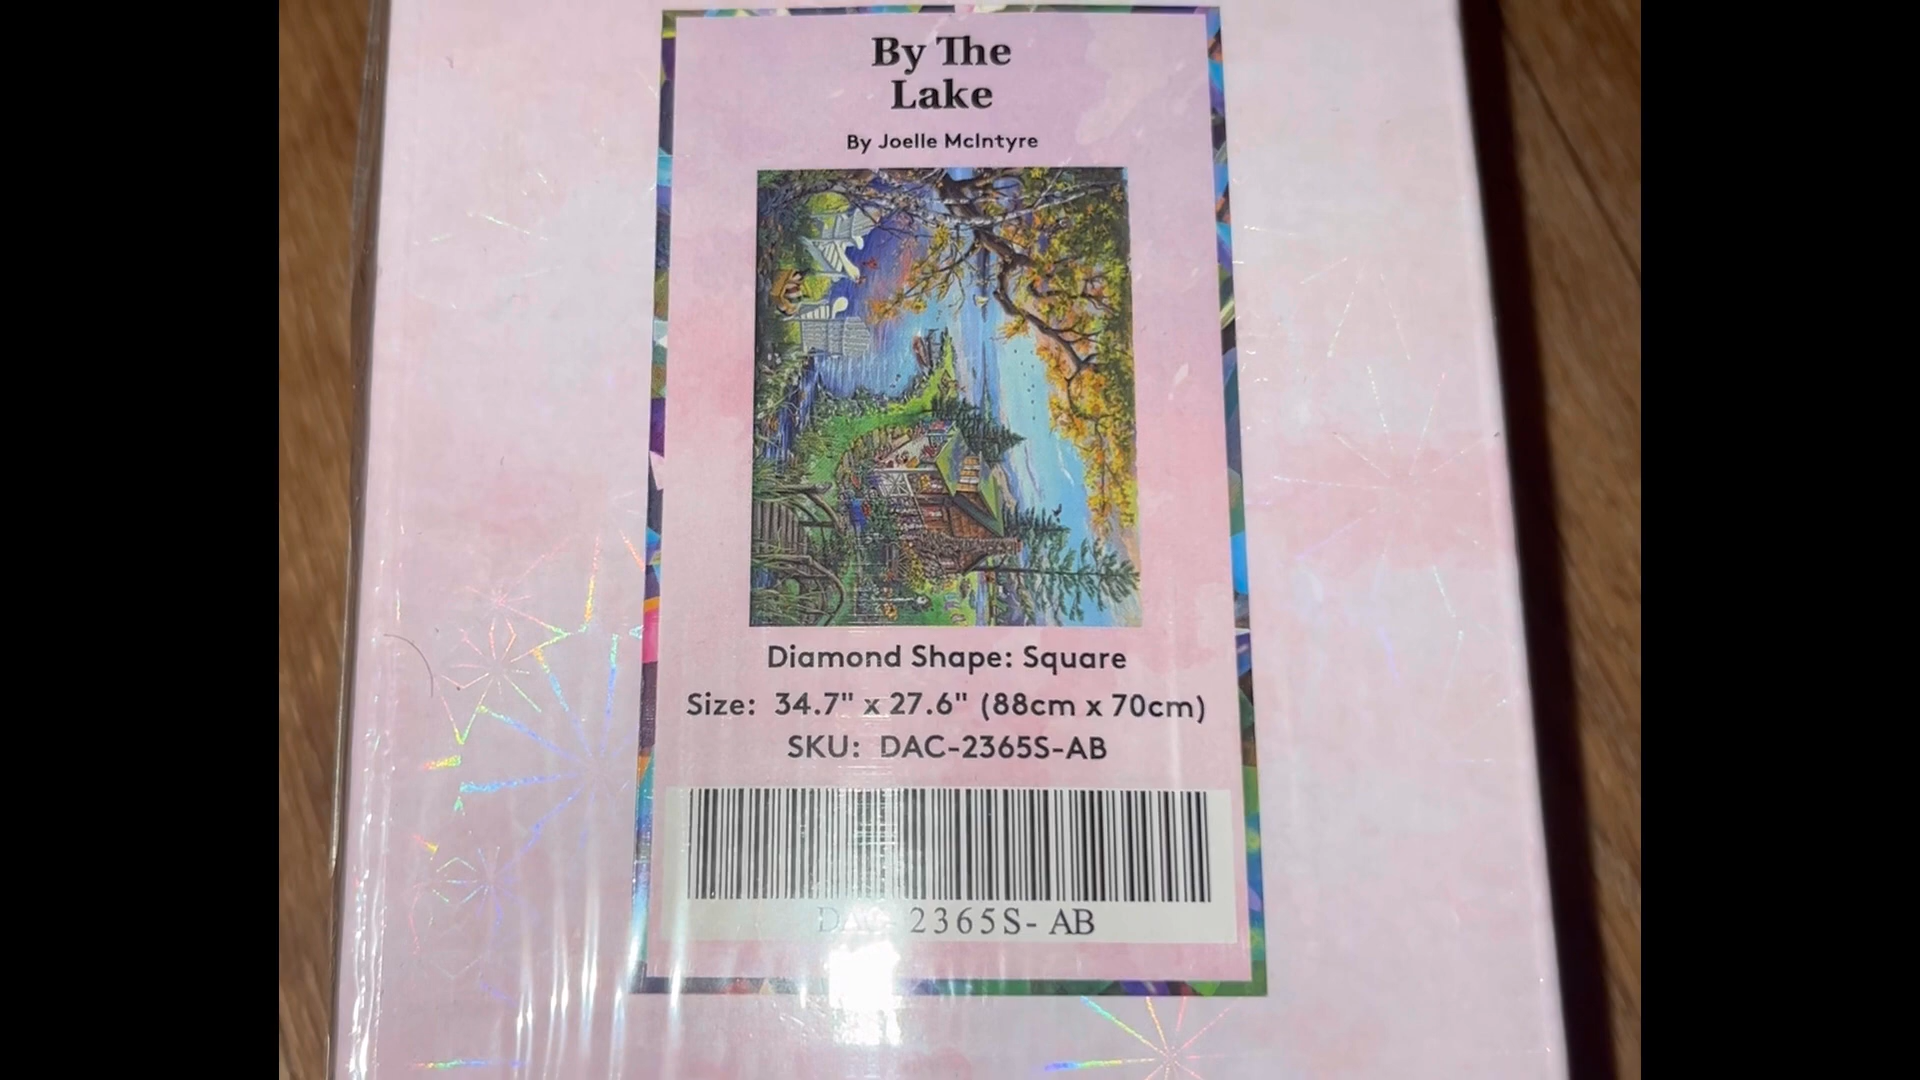 By The
Lake
By Joelle McIntyre
Diamond Shape: Square
Size: 34.7" x 27.6" (88cm x 70cm)
SKU: DAC-2365S-AB
DAC-2365S-AB